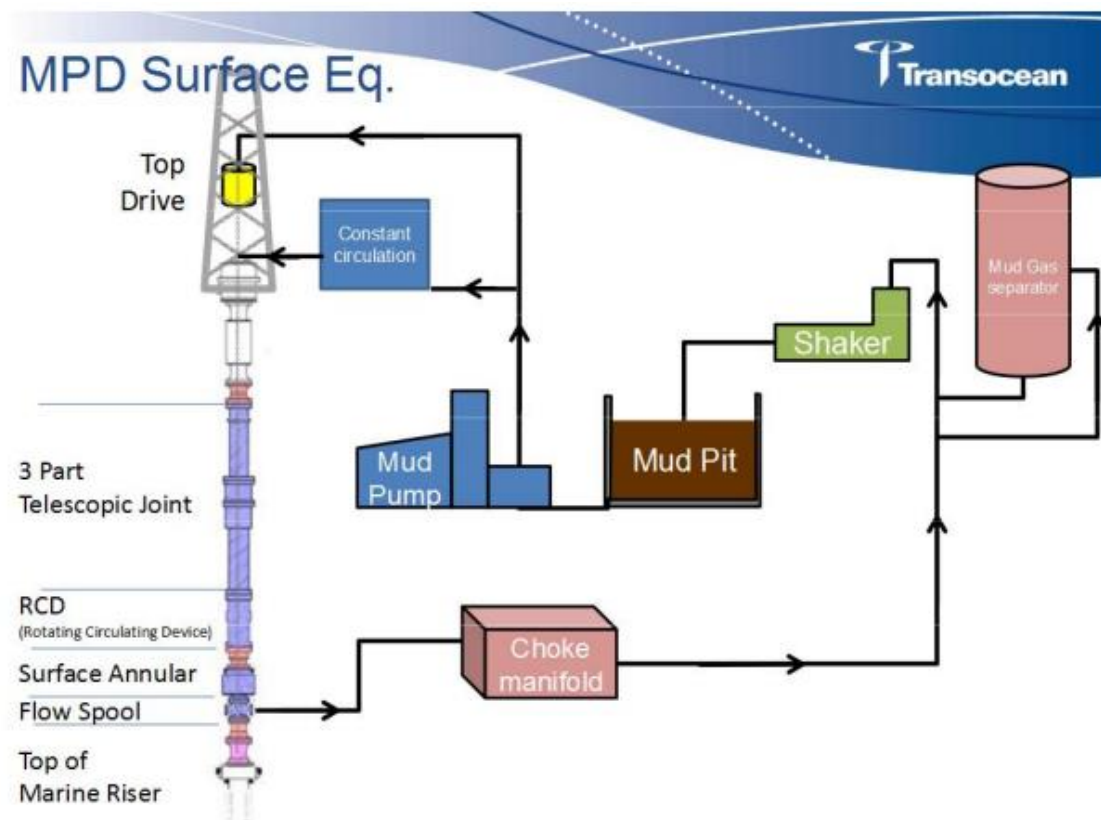 MPD Surface Eq.
Transocean
Top
Drive
Constant
circulation
Mud Gas
separator
Shaker
3 Part
Telescopic Joint
Mud
Pump
Mud Pit
RCD
(Rotating Circulating Device)
Choke
manifold
Surface Annular
Flow Spool
Top of
Marine Riser